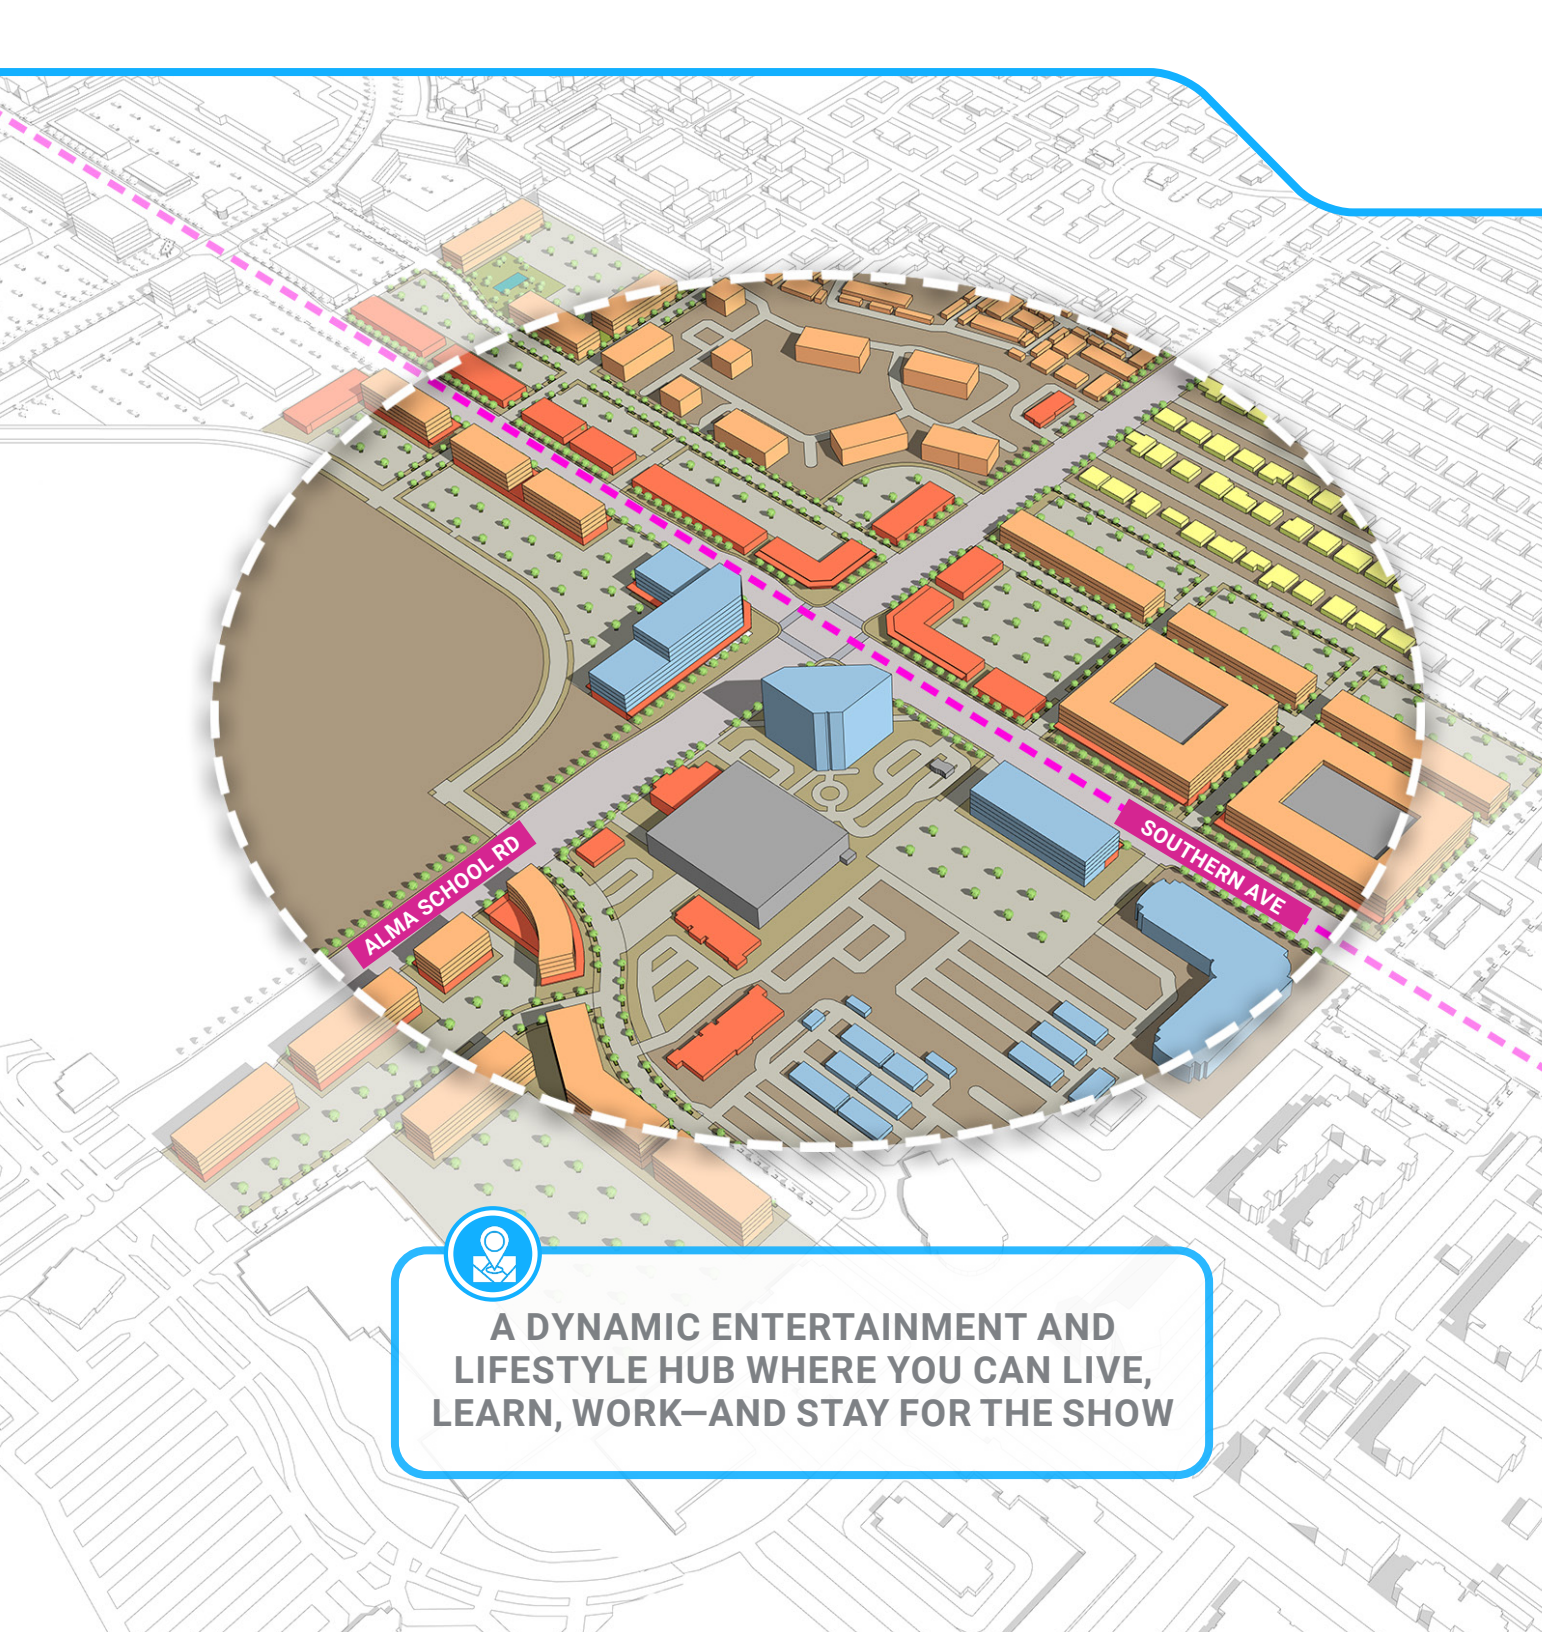 ALMA SCHOOL RD
SOUTHERN AVE
A DYNAMIC ENTERTAINMENT AND
LIFESTYLE HUB WHERE YOU CAN LIVE,
LEARN, WORK—AND STAY FOR THE SHOW